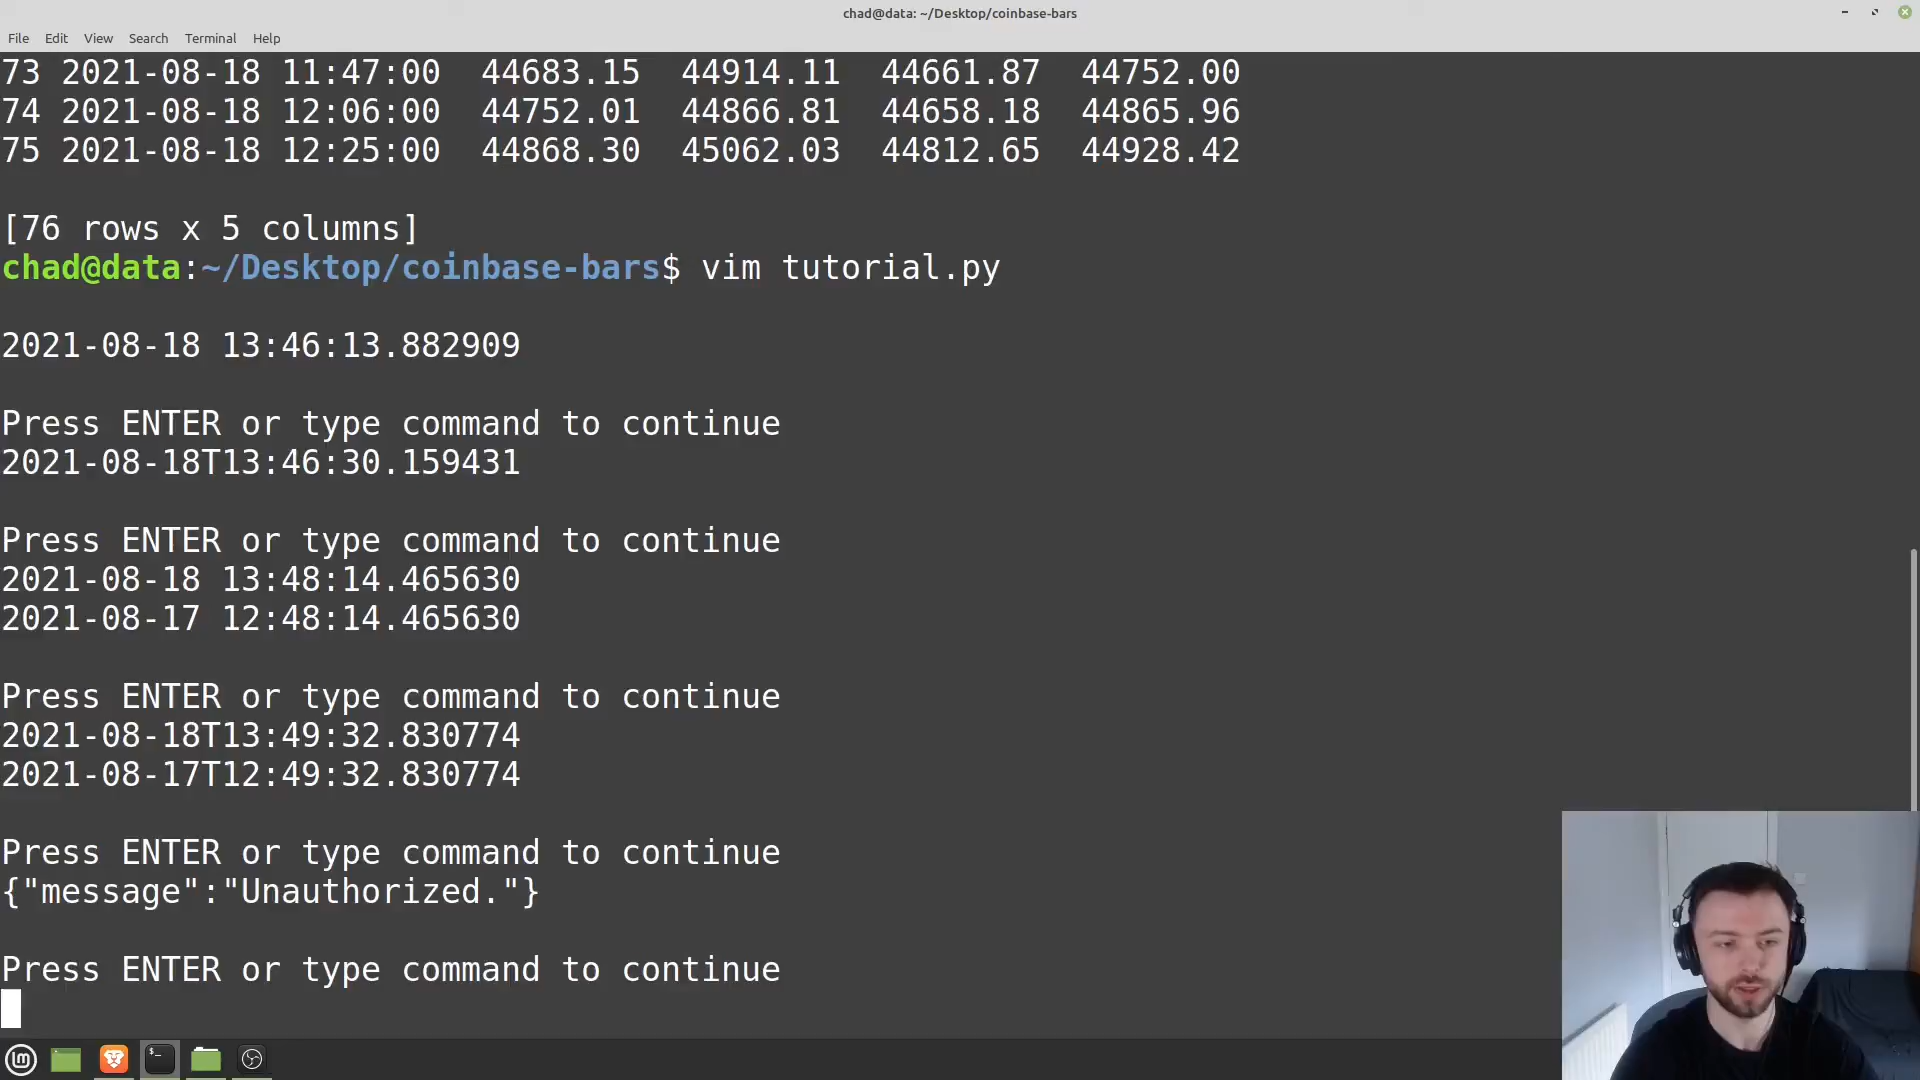 chad@data: ~/Desktop/coinbase-bars
File Edit View Search Terminal Help
73 2021-08-18 11:47:00 44683.15 44914.11 44661.87 44752.00
74 2021-08-18 12:06:00 44752.01 44866.81 44658.18 44865.96
75 2021-08-18 12:25:00 44868.30 45062.03 44812.65 44928.42
[76 rows x 5 columns]
chad@data:~/Desktop/coinbase-bars$ vim tutorial.py
2021-08-18 13:46:13.882909
Press ENTER or type command to continue
2021-08-18T13:46:30.159431
Press ENTER or type command to continue
2021-08-18 13:48:14.465630
2021-08-17 12:48:14.465630
Press ENTER or type command to continue
2021-08-18T13:49:32.830774
2021-08-17T12:49:32.830774
Press ENTER or type command to continue
{"message":"Unauthorized."}
Press ENTER or type command to continue